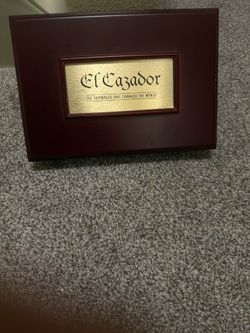 El Cazador
THE SHIPWRECK THAT CHANGED THE WORLD